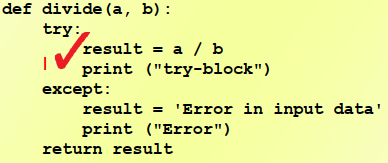 def divide(a, b):
    try:
        result = a / b
        print ("try-block")
    except:
        result = 'Error in input data'
        print ("Error")
    return result